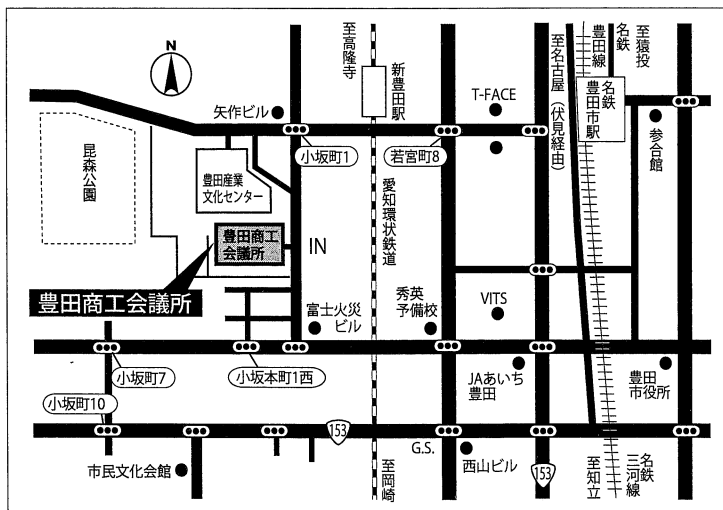 N
至高隆寺
新豊田駅
矢作ビル
T-FACE
至名古屋（伏見経由）
名鉄
豊田線
至猿投
名鉄
豊田市駅
参合館
小坂町1
若宮町8
昆森公園
豊田産業
文化センター
愛知環状鉄道
豊田商工
会議所
IN
豊田商工会議所
富士火災
ビル
秀英
予備校
VITS
小坂町7
小坂本町1西
JAあいち
豊田
豊田
市役所
小坂町10
153
G.S.
西山ビル
153
市民文化会館
至岡崎
至知立
名鉄
三河線